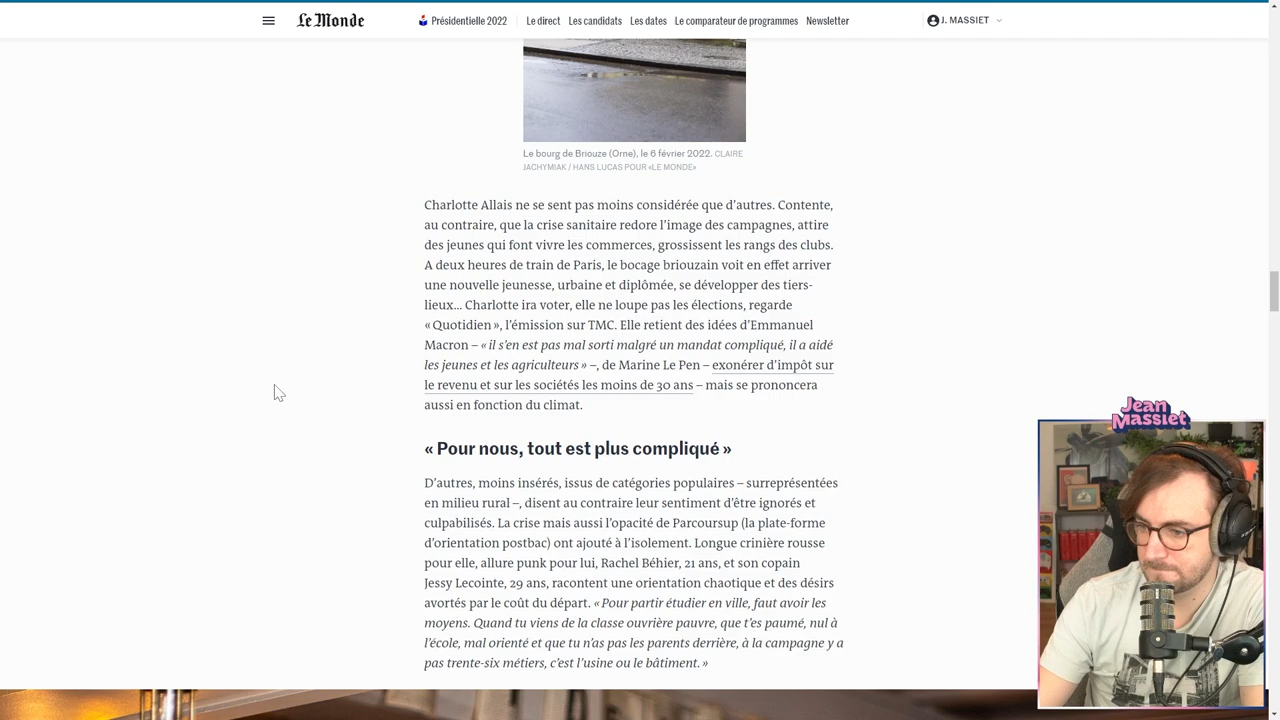 Le Monde
Présidentielle 2022
Le direct
Les candidats
Les dates
Le comparateur de programmes
Newsletter
J. MASSIET
Le bourg de Briouze (Orne), le 6 février 2022. CLAIRE
JACHYMIAK / HANS LUCAS POUR «LE MONDE»
Charlotte Allais ne se sent pas moins considérée que d’autres. Contente,
au contraire, que la crise sanitaire redore l’image des campagnes, attire
des jeunes qui font vivre les commerces, grossissent les rangs des clubs.
A deux heures de train de Paris, le bocage briouzain voit en effet arriver
une nouvelle jeunesse, urbaine et diplômée, se développer des tiers-
lieux… Charlotte ira voter, elle ne loupe pas les élections, regarde
« Quotidien », l’émission sur TMC. Elle retient des idées d’Emmanuel
Macron – « il s’en est pas mal sorti malgré un mandat compliqué, il a aidé
les jeunes et les agriculteurs » –, de Marine Le Pen – exonérer d’impôt sur
le revenu et sur les sociétés les moins de 30 ans – mais se prononcera
aussi en fonction du climat.
« Pour nous, tout est plus compliqué »
D’autres, moins insérés, issus de catégories populaires – surreprésentées
en milieu rural –, disent au contraire leur sentiment d’être ignorés et
culpabilisés. La crise mais aussi l’opacité de Parcoursup (la plate-forme
d’orientation postbac) ont ajouté à l’isolement. Longue crinière rousse
pour elle, allure punk pour lui, Rachel Béhier, 21 ans, et son copain
Jessy Lecointe, 29 ans, racontent une orientation chaotique et des désirs
avortés par le coût du départ. « Pour partir étudier en ville, faut avoir les
moyens. Quand tu viens de la classe ouvrière pauvre, que t’es paumé, nul à
l’école, mal orienté et que tu n’as pas les parents derrière, à la campagne y a
pas trente-six métiers, c’est l’usine ou le bâtiment. »
Jean
Massiet